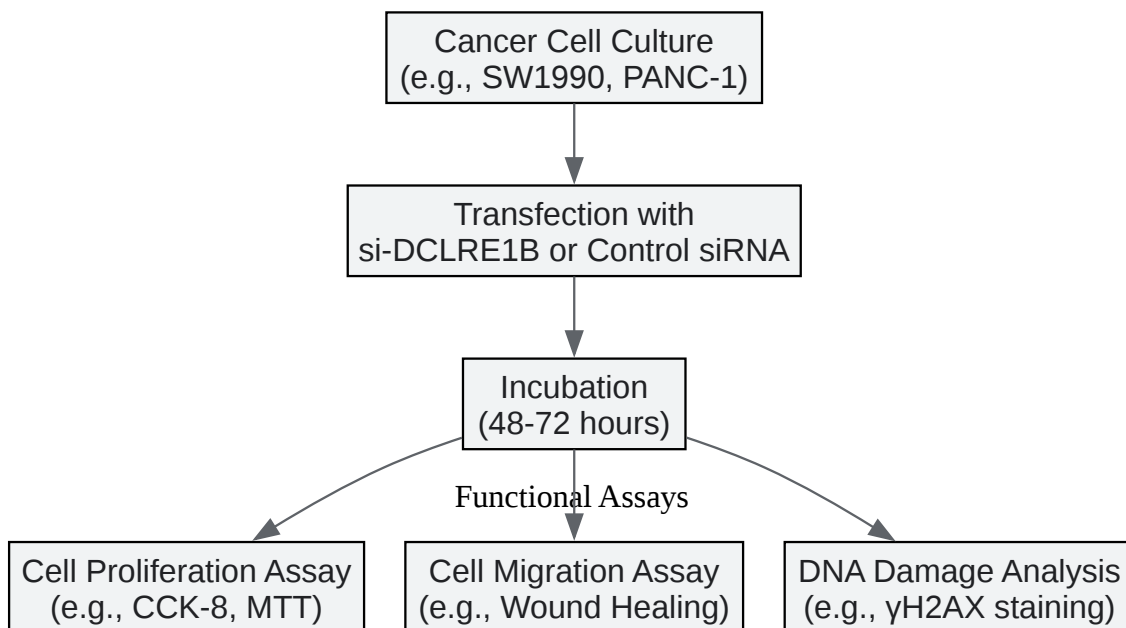 Cancer Cell Culture
(e.g., SW1990, PANC-1)
Transfection with
si-DCLRE1B or Control siRNA
Incubation
(48-72 hours)
Functional Assays
Cell Proliferation Assay
(e.g., CCK-8, MTT)
Cell Migration Assay
(e.g., Wound Healing)
DNA Damage Analysis
(e.g., γH2AX staining)